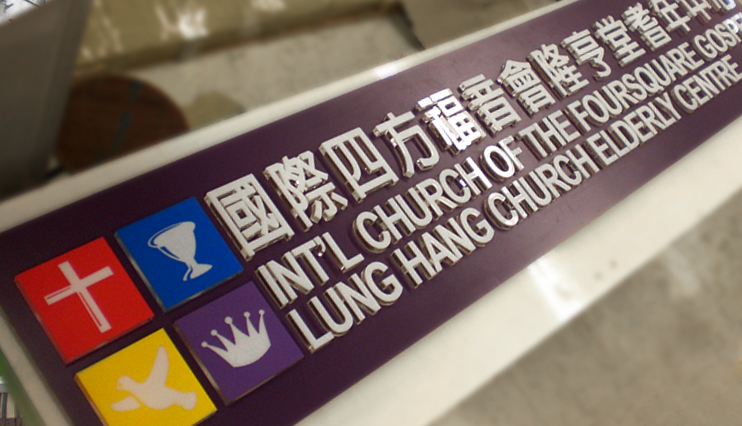 國際四方福音會隆亨堂耆年中心
INT'L CHURCH OF THE FOURSQUARE GOSPEL
LUNG HANG CHURCH ELDERLY CENTRE